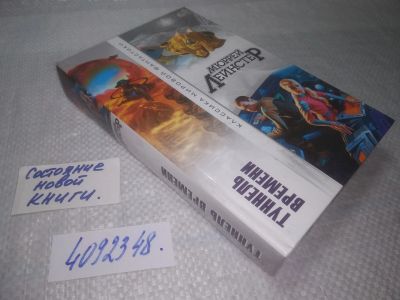 МЮРРЕЙ
ЛЕЙНСТЕР
КЛАССИКА МИРОВОЙ ФАНТАСТИКИ
ТУННЕЛЬ
ВРЕМЕНИ
ТУННЕЛЬ ВРЕМЕНИ
Состояние
новой
книги.
4092348.